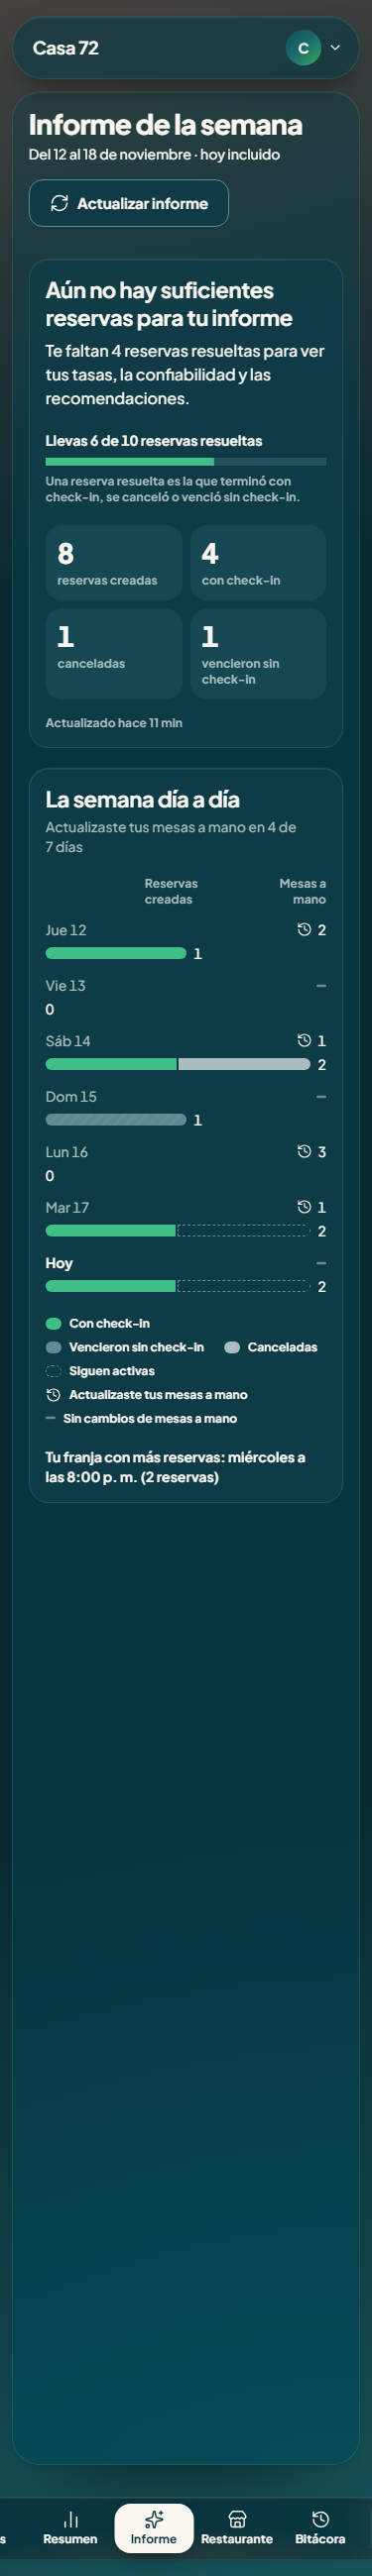 Casa 72
C
Informe de la semana
Del 12 al 18 de noviembre · hoy incluido
Actualizar informe
Aún no hay suficientes
reservas para tu informe
Te faltan 4 reservas resueltas para ver
tus tasas, la confiabilidad y las
recomendaciones.
Llevas 6 de 10 reservas resueltas
Una reserva resuelta es la que terminó con
check-in, se canceló o venció sin check-in.
8
reservas creadas
4
con check-in
1
canceladas
1
vencieron sin
check-in
Actualizado hace 11 min
La semana día a día
Actualizaste tus mesas a mano en 4 de
7 días
Reservas
creadas
Mesas a
mano
Jue 12
2
1
Vie 13
–
0
Sáb 14
1
2
Dom 15
–
1
Lun 16
3
0
Mar 17
1
2
Hoy
–
2
Con check-in
Vencieron sin check-in
Canceladas
Siguen activas
Actualizaste tus mesas a mano
– Sin cambios de mesas a mano
Tu franja con más reservas: miércoles a
las 8:00 p. m. (2 reservas)
s
Resumen
Informe
Restaurante
Bitácora